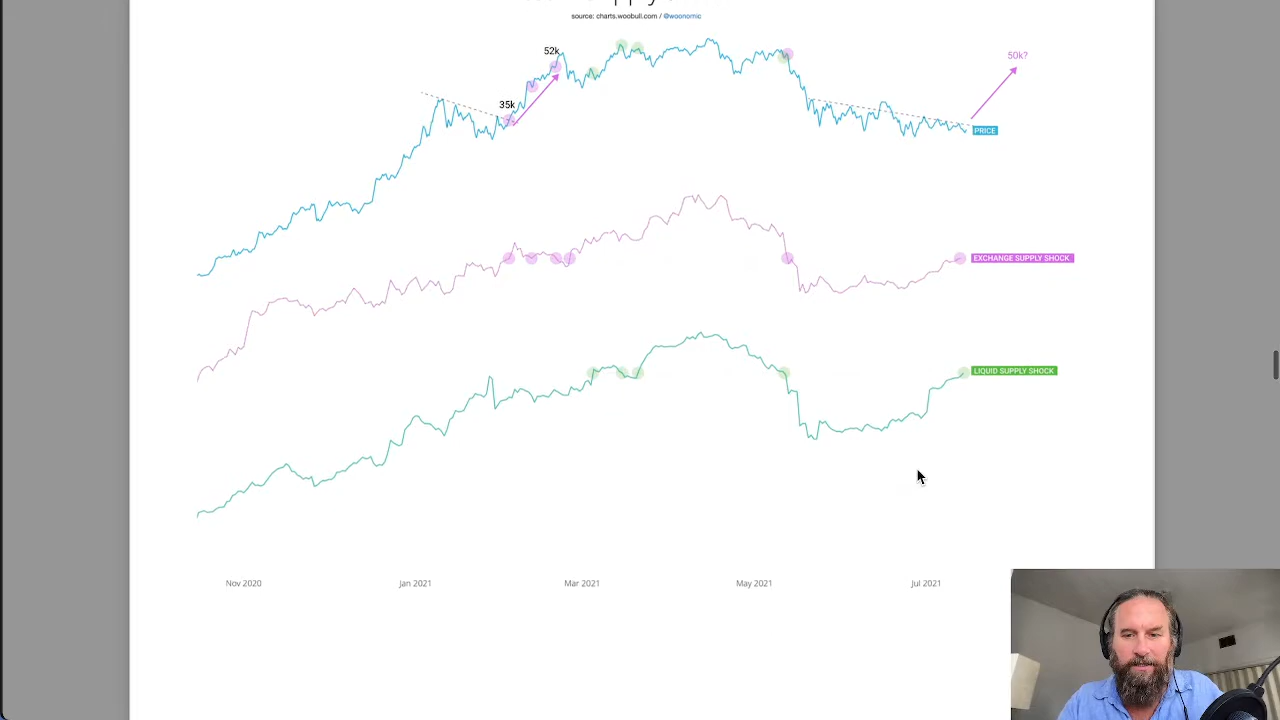 source: charts.woobull.com / @woonomic
52k
50k?
35k
PRICE
EXCHANGE SUPPLY SHOCK
LIQUID SUPPLY SHOCK
Nov 2020
Jan 2021
Mar 2021
May 2021
Jul 2021